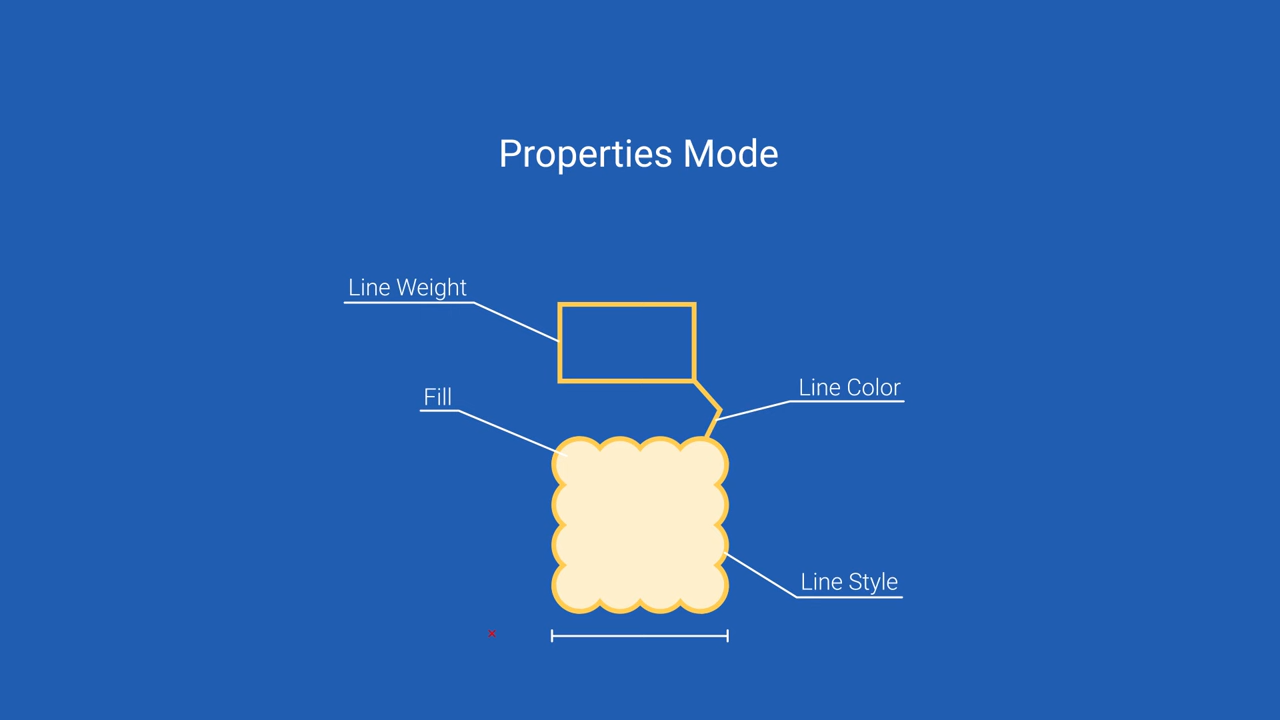 Properties Mode
Line Weight
Line Color
Fill
Line Style